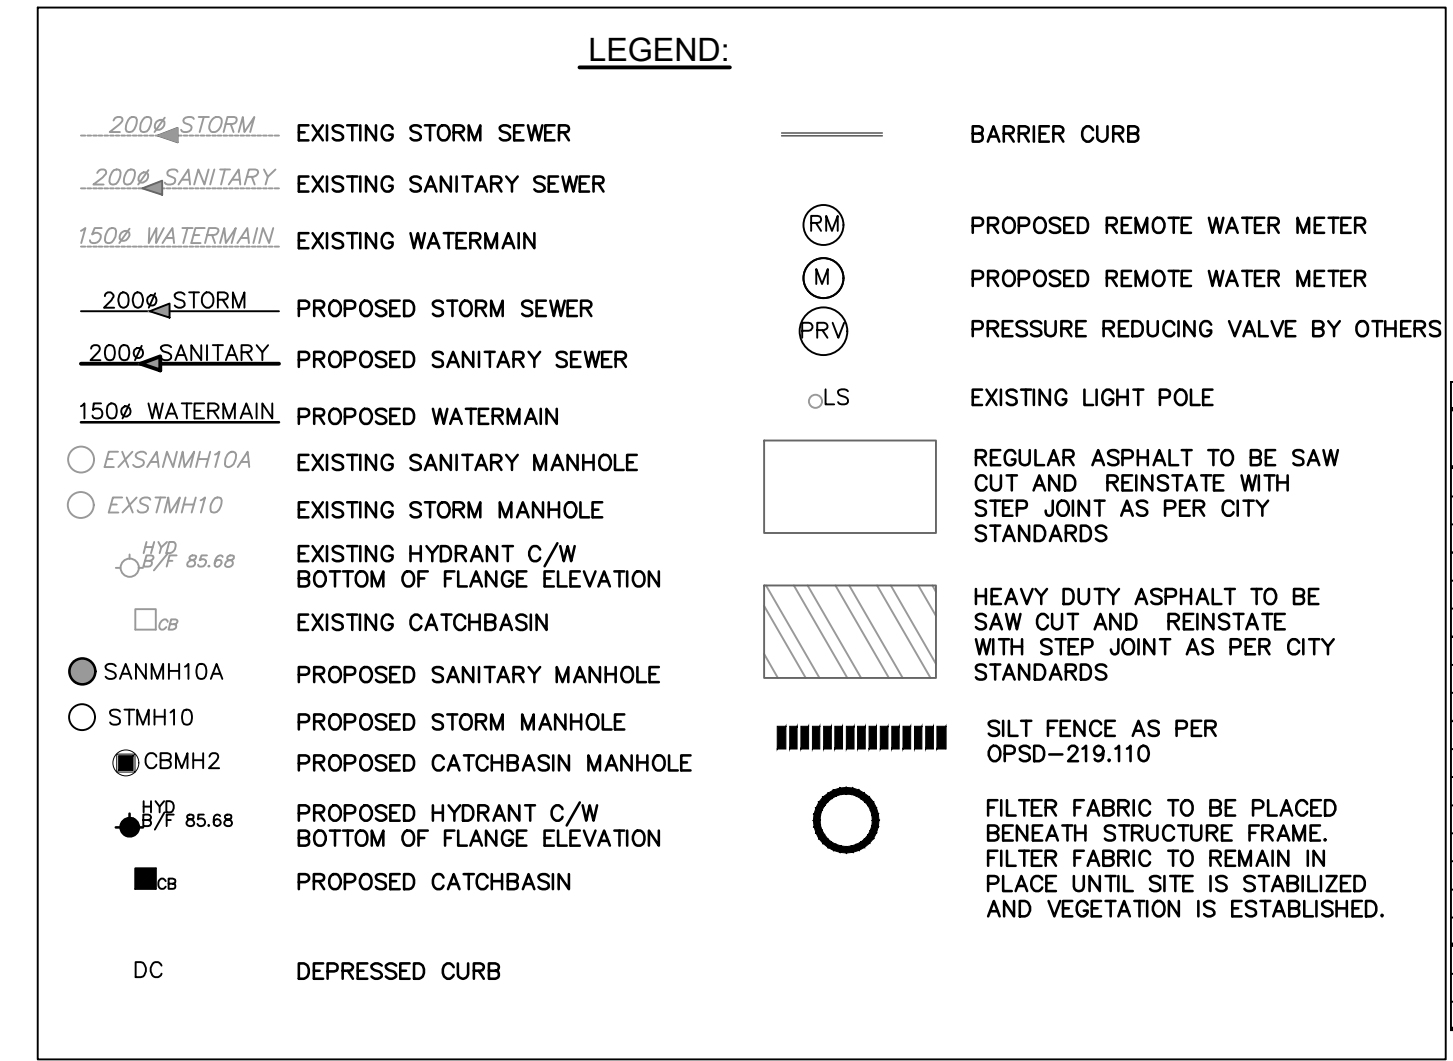 LEGEND:
200ø STORM EXISTING STORM SEWER
200ø SANITARY EXISTING SANITARY SEWER
150ø WATERMAIN EXISTING WATERMAIN
200ø STORM PROPOSED STORM SEWER
200ø SANITARY PROPOSED SANITARY SEWER
150ø WATERMAIN PROPOSED WATERMAIN
EXSANMH10A EXISTING SANITARY MANHOLE
EXSTMH10 EXISTING STORM MANHOLE
HYD EXISTING HYDRANT C/W
B/F 85.68 BOTTOM OF FLANGE ELEVATION
CB EXISTING CATCHBASIN
SANMH10A PROPOSED SANITARY MANHOLE
STMH10 PROPOSED STORM MANHOLE
CBMH2 PROPOSED CATCHBASIN MANHOLE
HYD PROPOSED HYDRANT C/W
B/F 85.68 BOTTOM OF FLANGE ELEVATION
CB PROPOSED CATCHBASIN
DC DEPRESSED CURB
BARRIER CURB
RM PROPOSED REMOTE WATER METER
M PROPOSED REMOTE WATER METER
PRV PRESSURE REDUCING VALVE BY OTHERS
LS EXISTING LIGHT POLE
REGULAR ASPHALT TO BE SAW
CUT AND REINSTATE WITH
STEP JOINT AS PER CITY
STANDARDS
HEAVY DUTY ASPHALT TO BE
SAW CUT AND REINSTATE
WITH STEP JOINT AS PER CITY
STANDARDS
SILT FENCE AS PER
OPSD-219.110
FILTER FABRIC TO BE PLACED
BENEATH STRUCTURE FRAME.
FILTER FABRIC TO REMAIN IN
PLACE UNTIL SITE IS STABILIZED
AND VEGETATION IS ESTABLISHED.